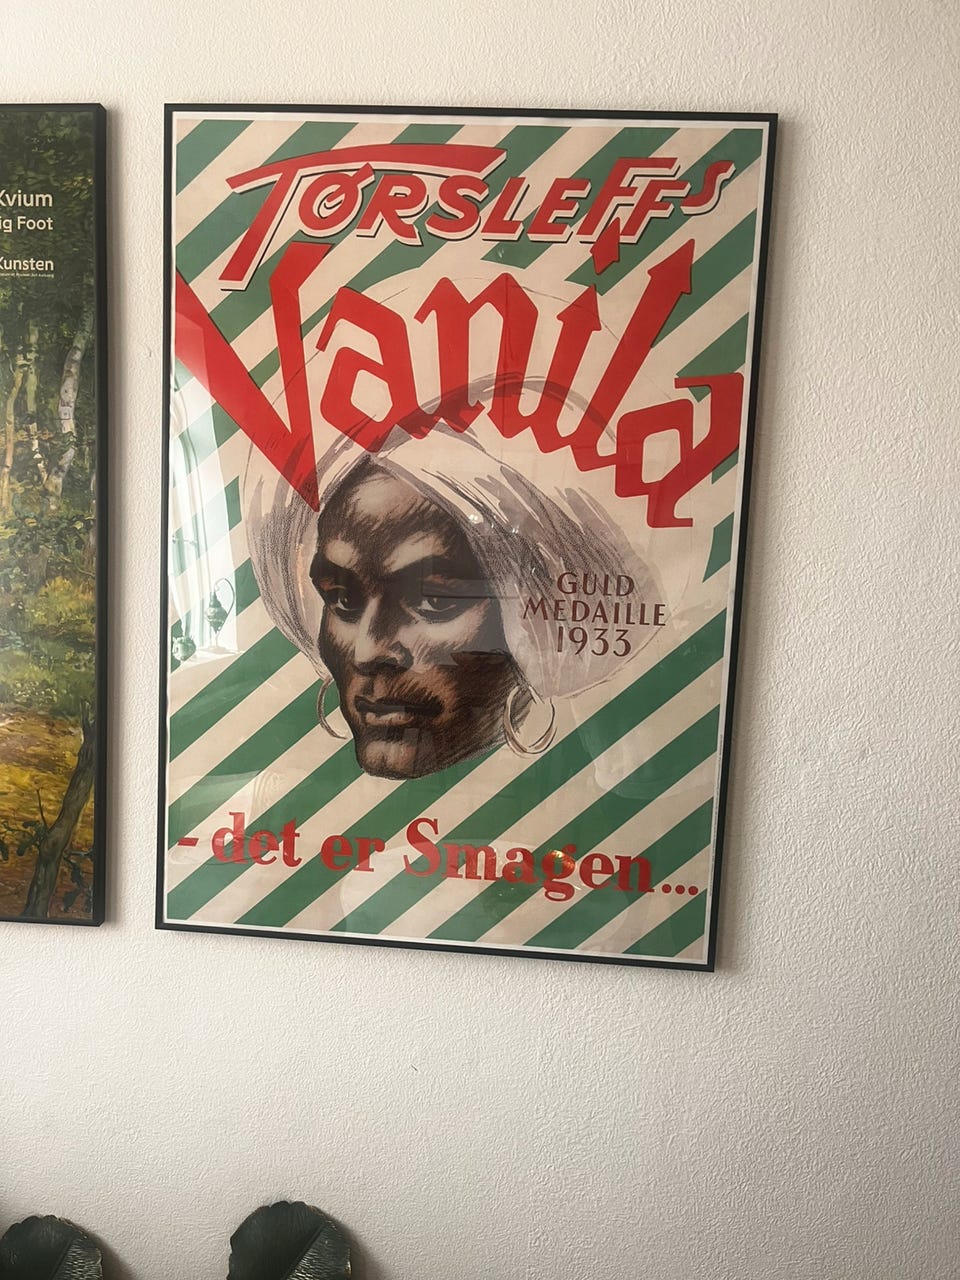 Kvium
ig Foot
Kunsten
TØRSLEFFS
Vanila
GULD
MEDAILLE
1933
- det er Smagen...